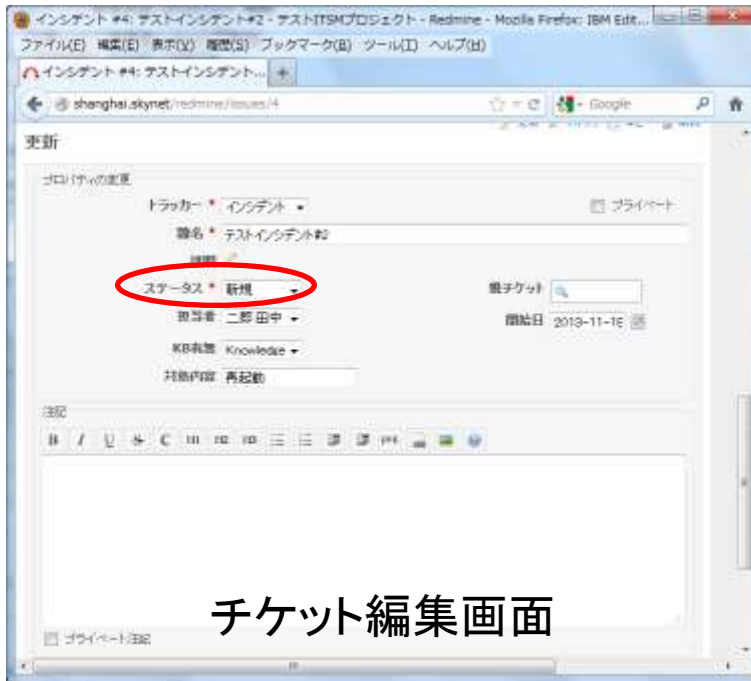 インシデント #4: テストインシデント#2 - テストITSMプロジェクト - Redmine - Mozilla Firefox: IBM Edit...
ファイル(F) 編集(E) 表示(V) 履歴(S) ブックマーク(B) ツール(T) ヘルプ(H)
インシデント #4: テストインシデント... +
shanghai.skynet/redmine/issues/4 Google
更新
プロパティの変更
トラッカー * インシデント プライベート
題名 * テストインシデント#2
説明
ステータス * 新規 親チケット
担当者 二郎 田中 開始日
KB有無 Knowledge
対処内容 再起動
注記
B I U S C H1 H2 H3 pre
チケット編集画面
プライベート注記